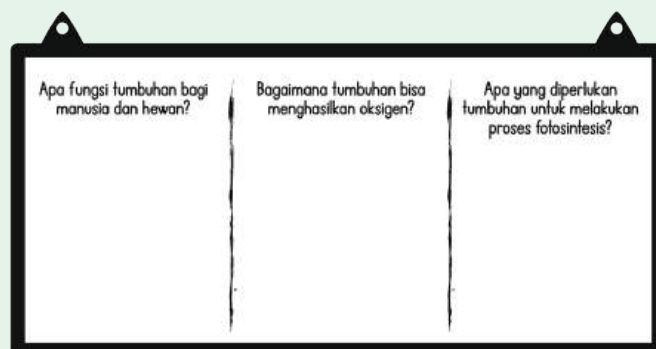 Apa fungsi tumbuhan bagi
manusia dan hewan?
Bagaimana tumbuhan bisa
menghasilkan oksigen?
Apa yang diperlukan
tumbuhan untuk melakukan
proses fotosintesis?